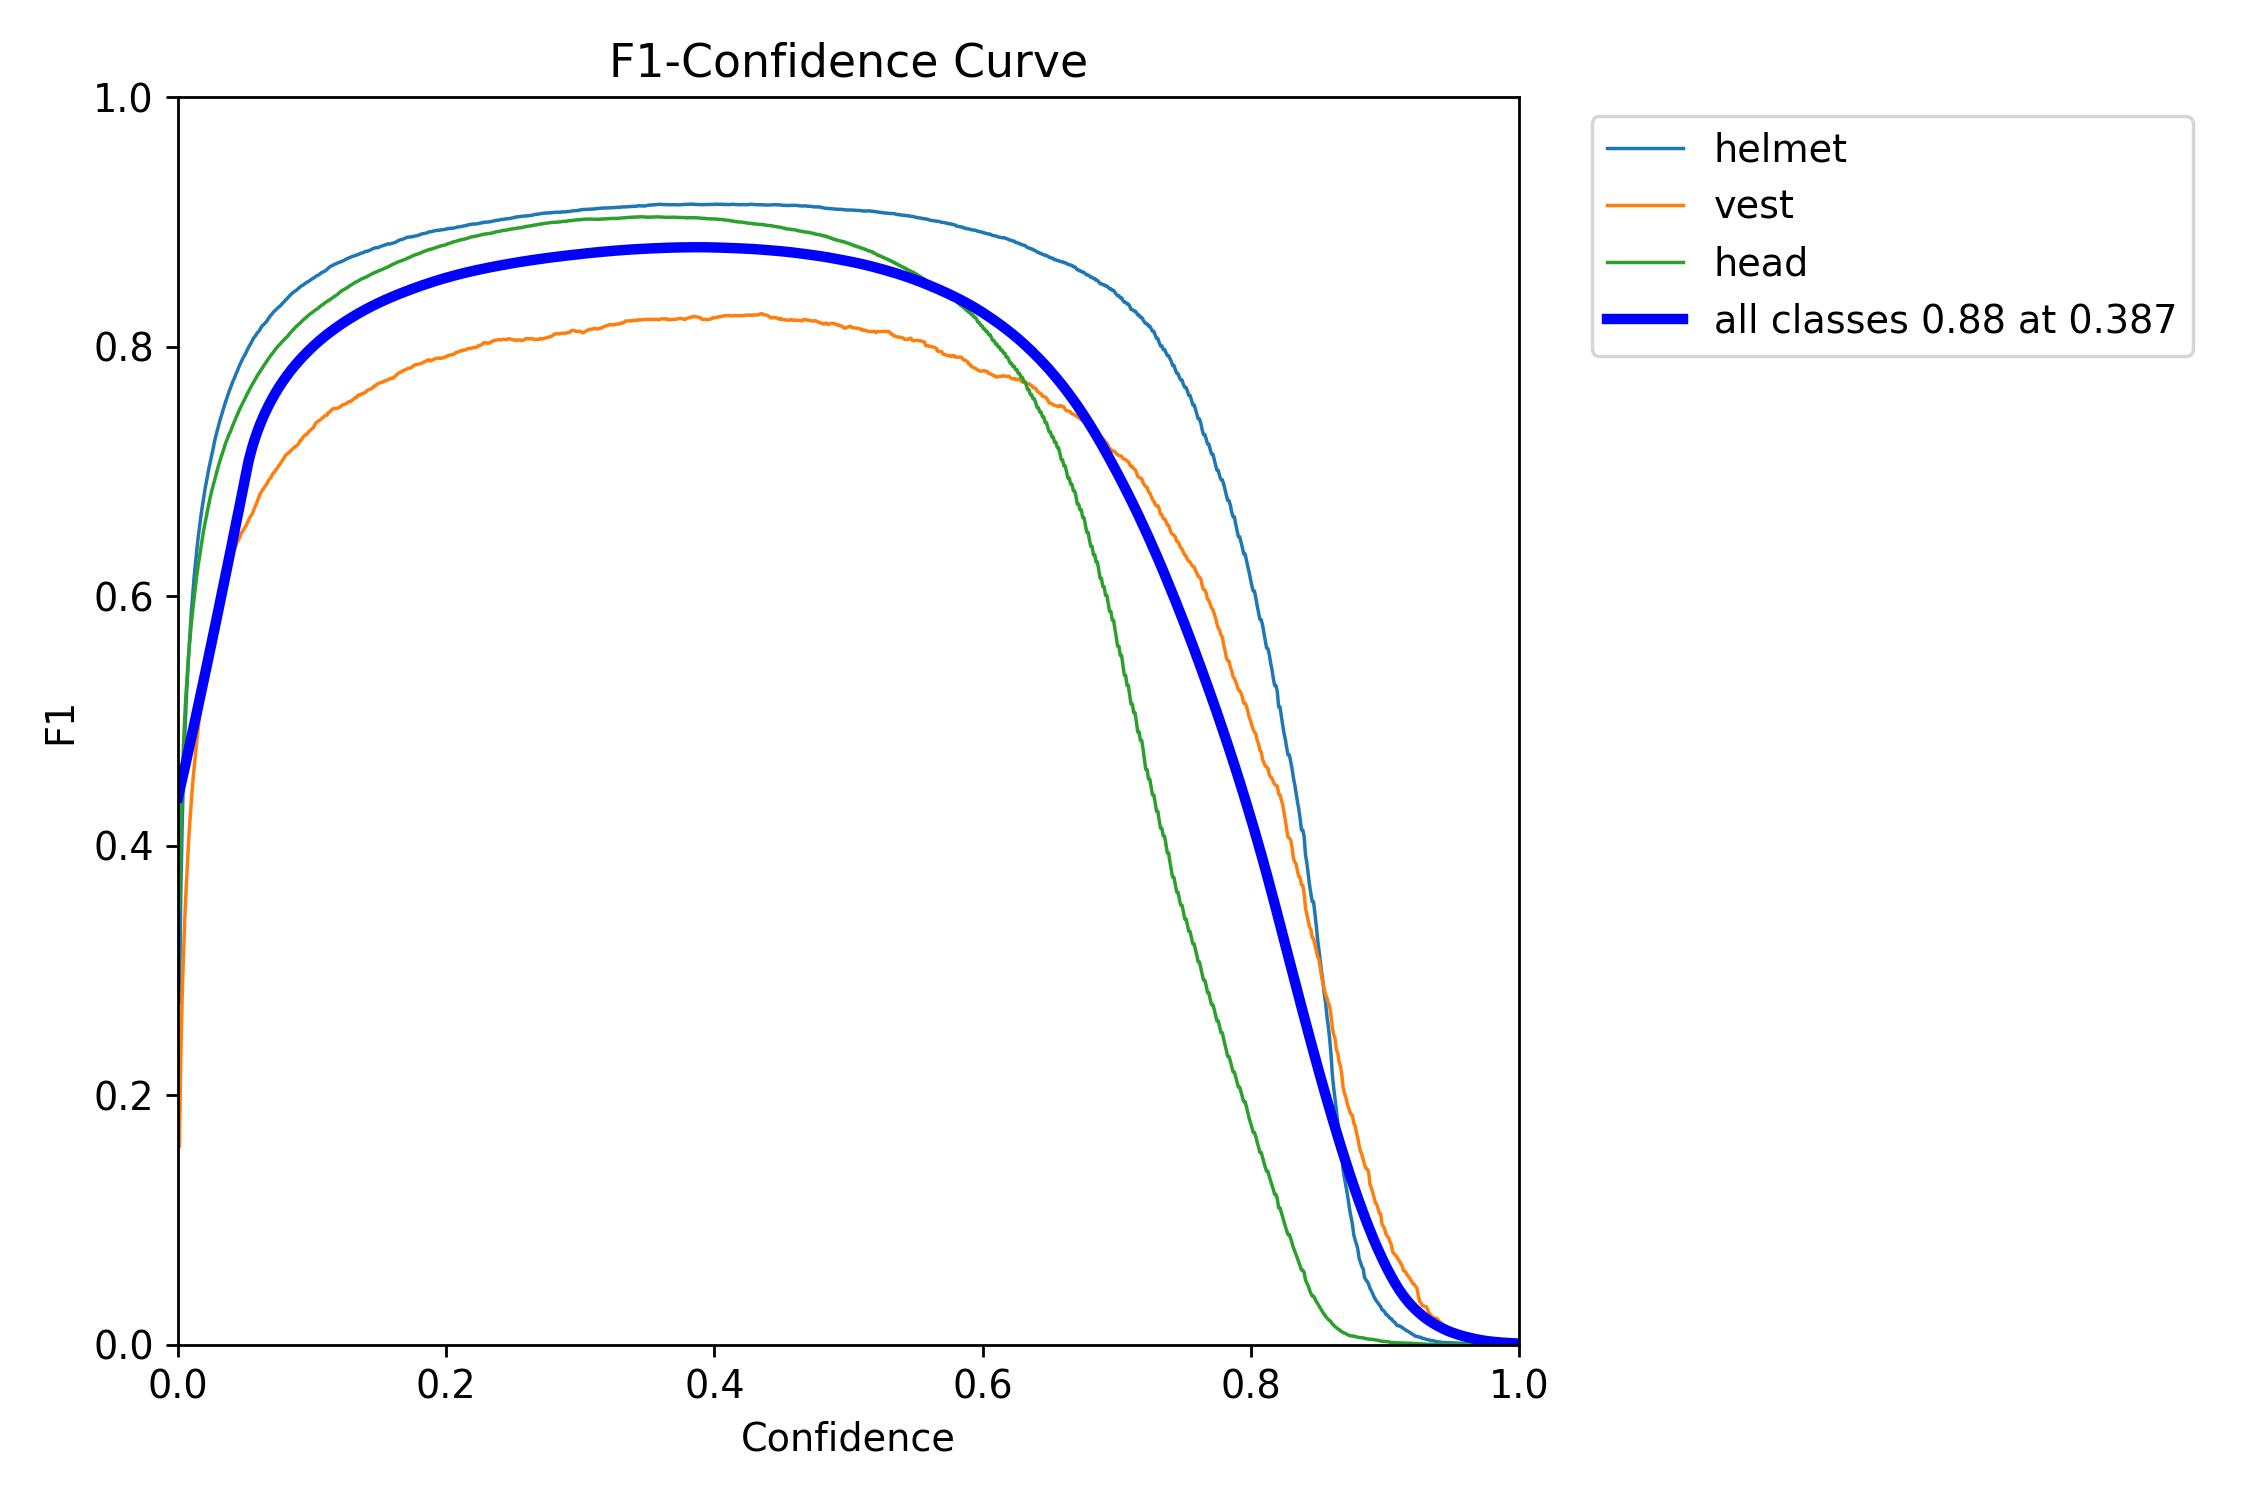 F1-Confidence Curve
1.0
0.8
0.6
0.4
0.2
0.0
F1
0.0 0.2 0.4 0.6 0.8 1.0
Confidence
helmet
vest
head
all classes 0.88 at 0.387